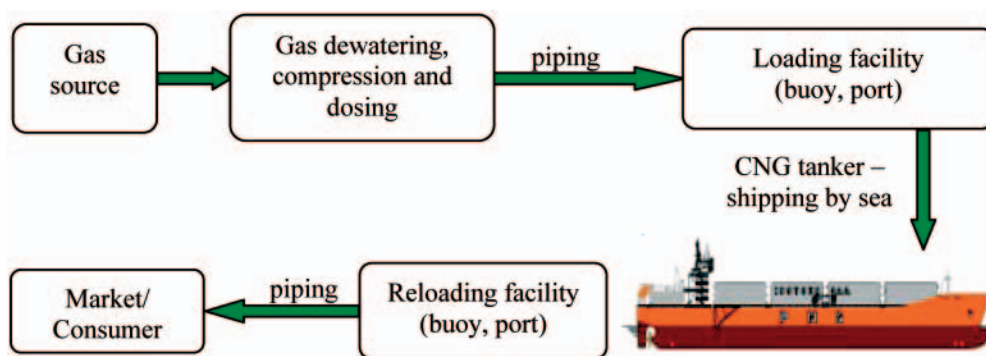 Gas
source
Gas dewatering,
compression and
dosing
piping
Loading facility
(buoy, port)
CNG tanker –
shipping by sea
Reloading facility
(buoy, port)
piping
Market/
Consumer